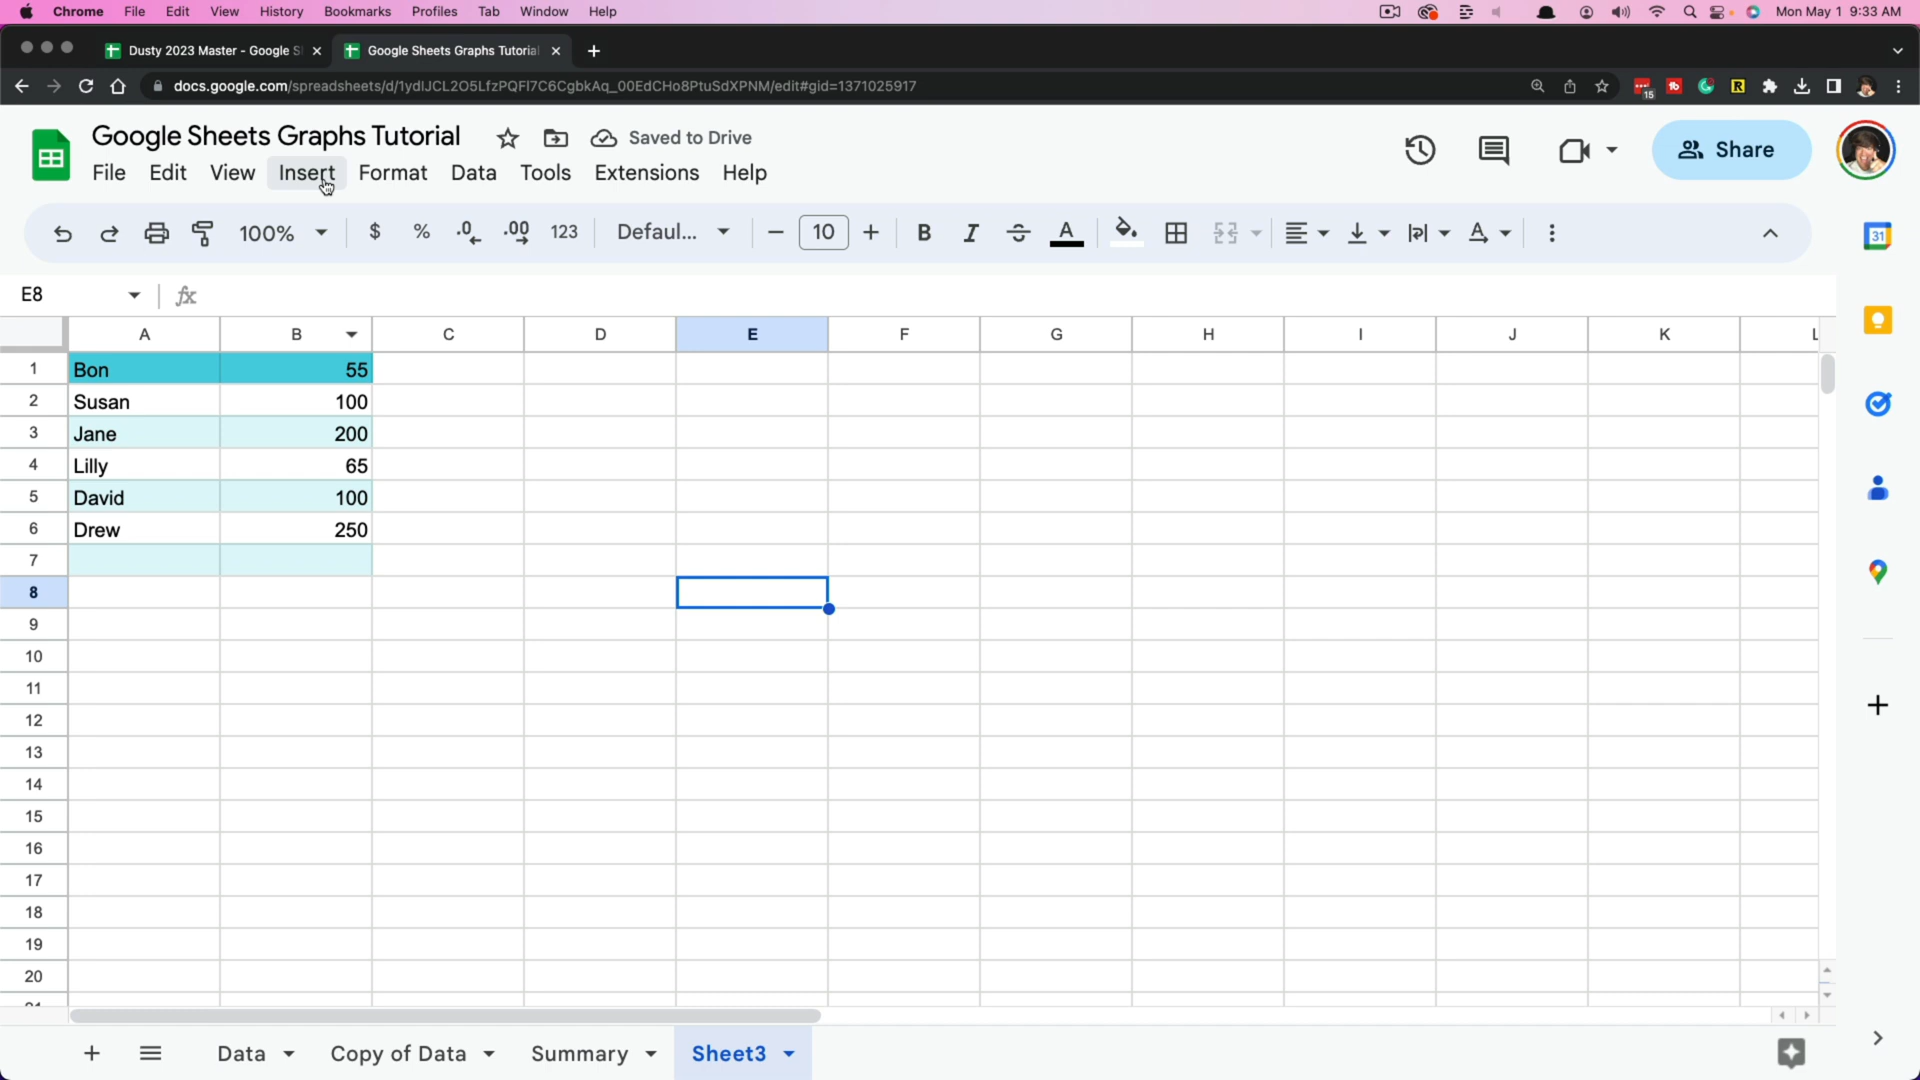 Chrome File Edit View History Bookmarks Profiles Tab Window Help Mon May 1 9:33 AM
Dusty 2023 Master - Google S Google Sheets Graphs Tutorial
docs.google.com/spreadsheets/d/1ydIJCL2O5LfzPQFI7C6CgbkAq_00EdCHo8PtuSdXPNM/edit#gid=1371025917 15 R
Google Sheets Graphs Tutorial Saved to Drive
File Edit View Insert Format Data Tools Extensions Help
Share
100% $ % .0 .00 123 Defaul... 10 B I S A
31
E8 fx
A B C D E F G H I J K L
1 Bon 55
2 Susan 100
3 Jane 200
4 Lilly 65
5 David 100
6 Drew 250
7
8
9
10
11
12
13
14
15
16
17
18
19
20
Data Copy of Data Summary Sheet3